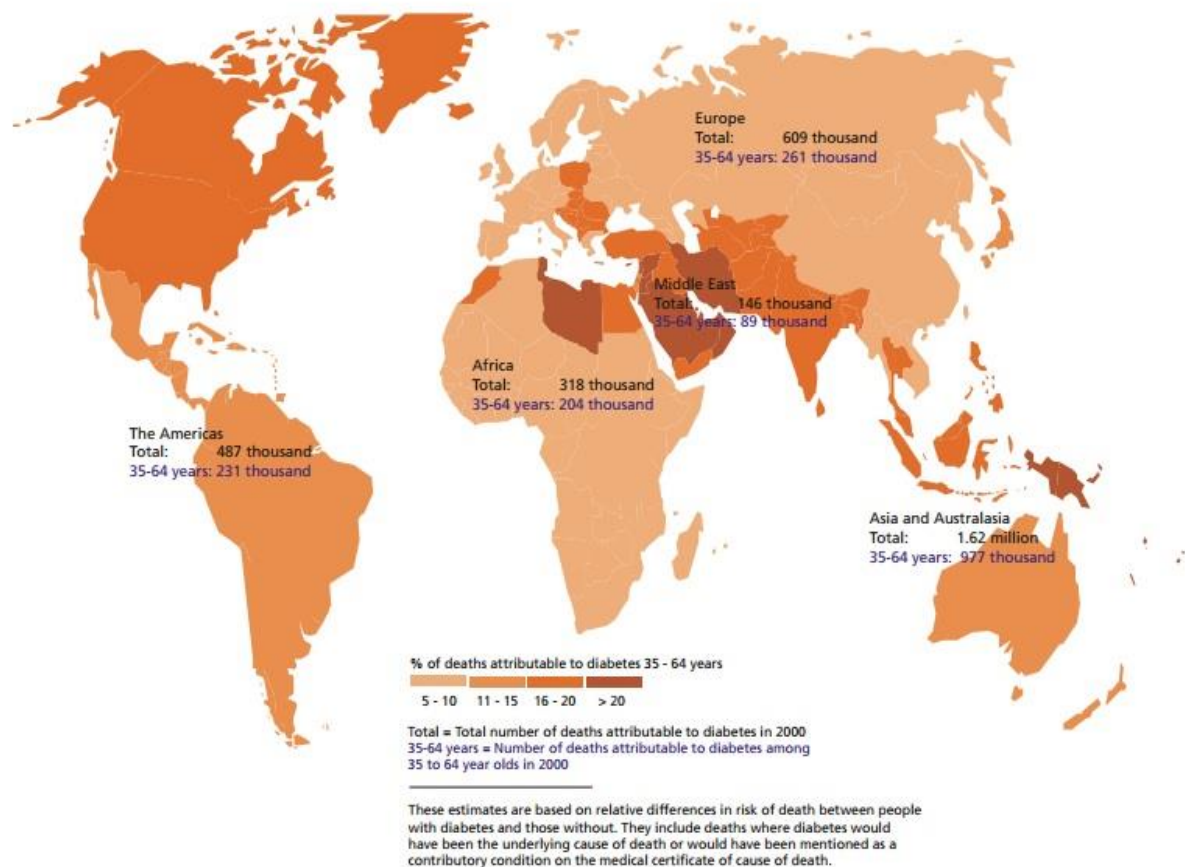 Europe
Total: 609 thousand
35-64 years: 261 thousand
Middle East
Total: 146 thousand
35-64 years: 89 thousand
Africa
Total: 318 thousand
35-64 years: 204 thousand
The Americas
Total: 487 thousand
35-64 years: 231 thousand
Asia and Australasia
Total: 1.62 million
35-64 years: 977 thousand
% of deaths attributable to diabetes 35 - 64 years
5 - 10 11 - 15 16 - 20 > 20
Total = Total number of deaths attributable to diabetes in 2000
35-64 years = Number of deaths attributable to diabetes among
35 to 64 year olds in 2000
These estimates are based on relative differences in risk of death between people
with diabetes and those without. They include deaths where diabetes would
have been the underlying cause of death or would have been mentioned as a
contributory condition on the medical certificate of cause of death.